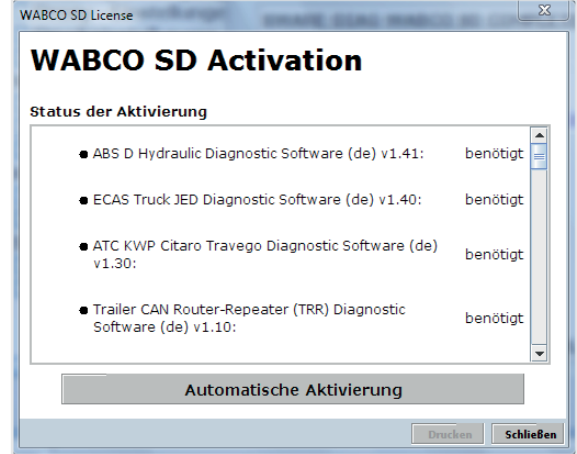 WABCO SD License
WABCO SD Activation
Status der Aktivierung
ABS D Hydraulic Diagnostic Software (de) v1.41: benötigt
ECAS Truck JED Diagnostic Software (de) v1.40: benötigt
ATC KWP Citaro Travego Diagnostic Software (de)
v1.30: benötigt
Trailer CAN Router-Repeater (TRR) Diagnostic
Software (de) v1.10: benötigt
Automatische Aktivierung
Drucken Schließen